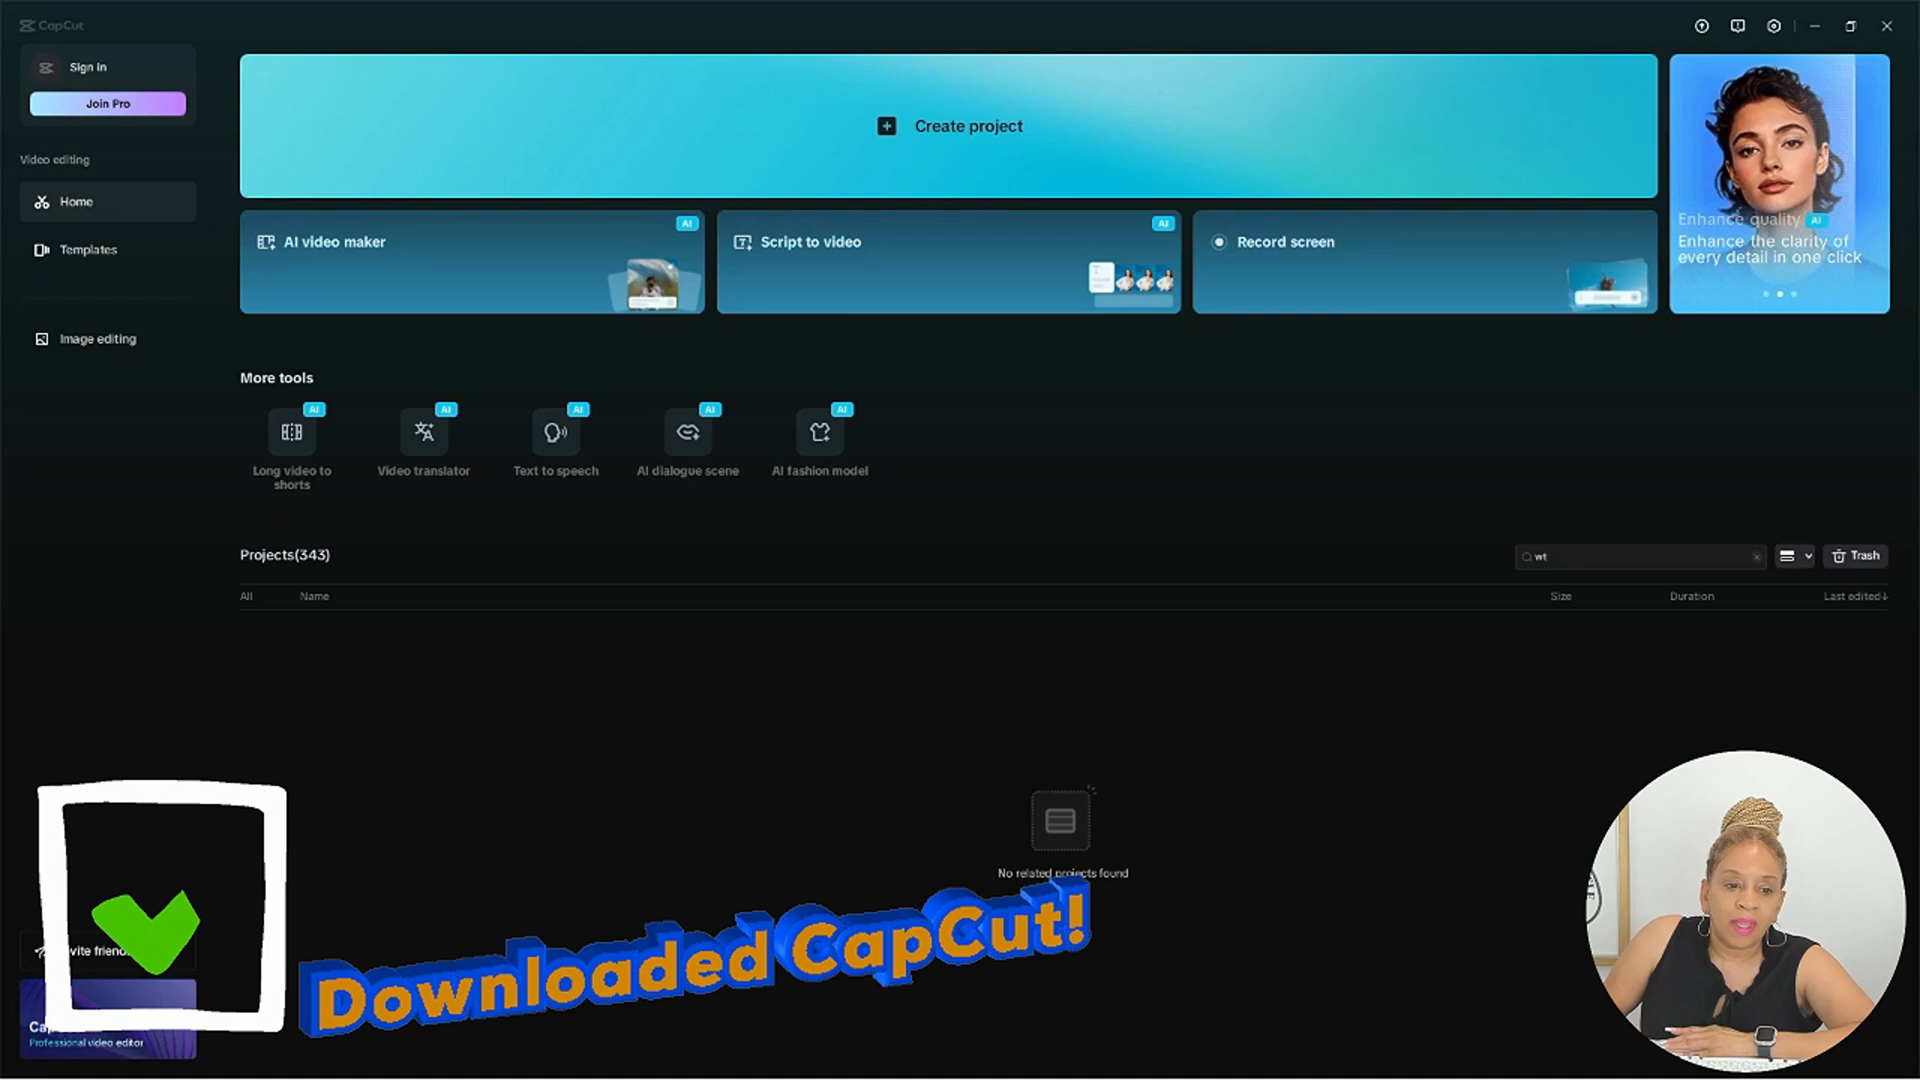 CapCut
Sign in
Join Pro
Video editing
Home
Templates
Image editing
Create project
AI
AI video maker
AI
Script to video
Record screen
Enhance quality AI
Enhance the clarity of
every detail in one click
More tools
AI
Long video to
shorts
AI
Video translator
AI
Text to speech
AI
AI dialogue scene
AI
AI fashion model
Projects(343)
wt
Trash
All
Name
Size
Duration
Last edited↓
No related projects found
Downloaded CapCut!
Professional video editor